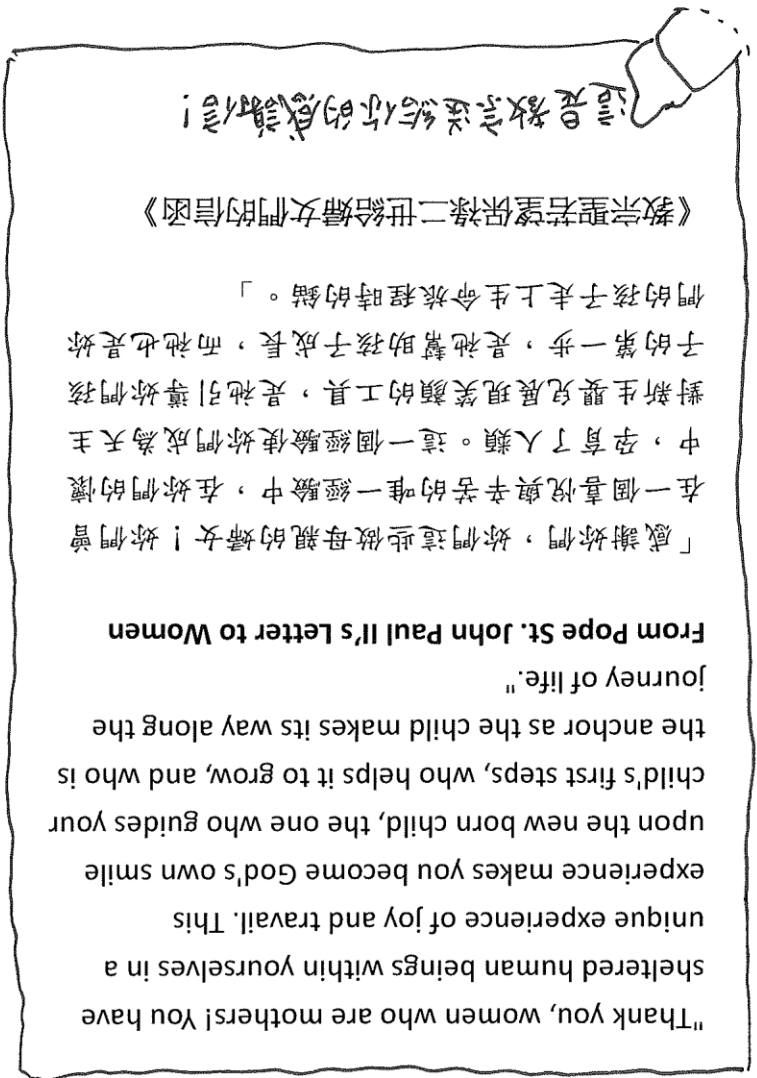 "Thank you, women who are mothers! You have
sheltered human beings within yourselves in a
unique experience of joy and travail. This
experience makes you become God's own smile
upon the new born child, the one who guides your
child's first steps, who helps it to grow, and who is
the anchor as the child makes its way along the
journey of life."
From Pope St. John Paul II's Letter to Women
「感謝妳們,妳們這些做母親的婦女!妳們曾
在一個喜悅與辛苦的唯一經驗中,在妳們的懷
中,孕育了人類。這一個經驗使妳們成為天主
對新生嬰兒展現笑顏的工具,是祂引導妳們孩
子的第一步,是祂幫助孩子成長,而祂也是妳
們的孩子走上生命旅程時的錨。」
《教宗聖若望保祿二世給婦女們的信函》
這是教宗送給你的感謝信!